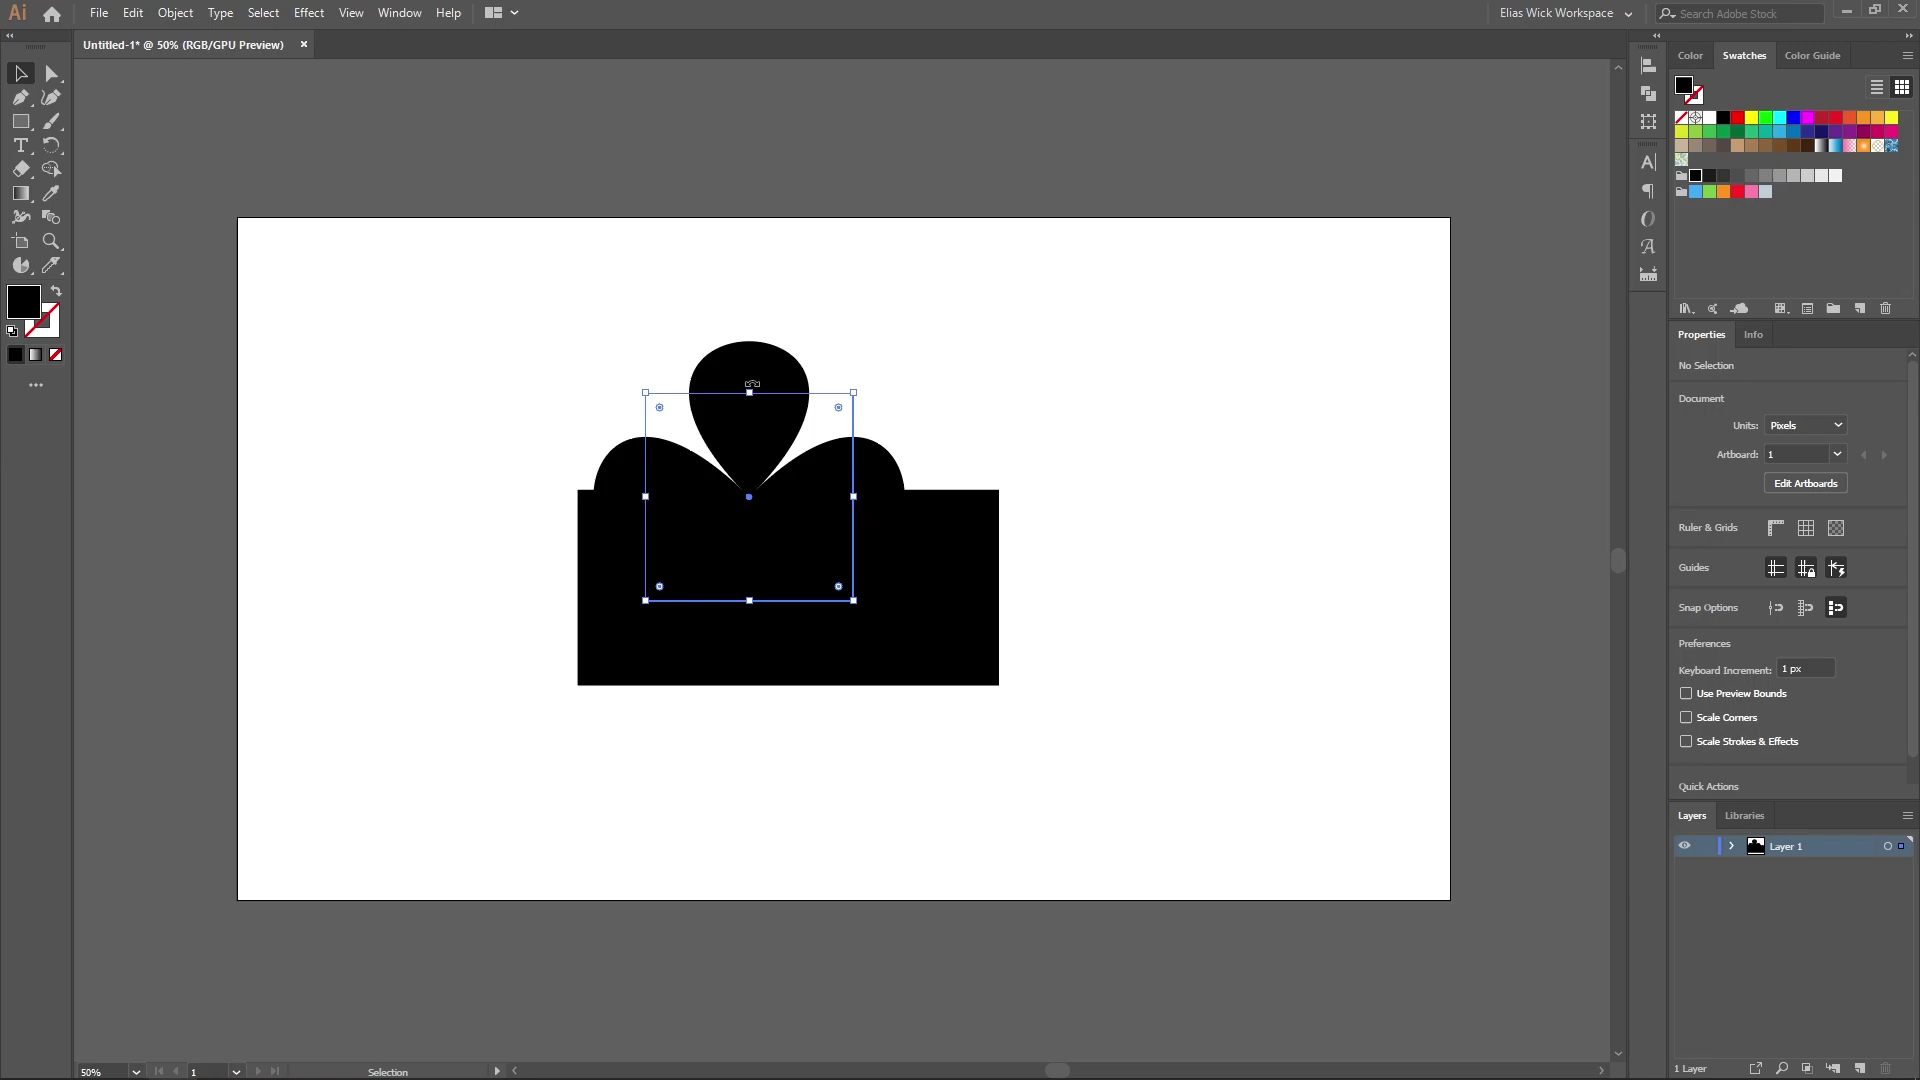 Ai File Edit Object Type Select Effect View Window Help Elias Wick Workspace Search Adobe Stock
Untitled-1* @ 50% (RGB/GPU Preview)
Color Swatches Color Guide
Properties Info
No Selection
Document
Units: Pixels
Artboard: 1
Edit Artboards
Ruler & Grids
Guides
Snap Options
Preferences
Keyboard Increment: 1 px
Use Preview Bounds
Scale Corners
Scale Strokes & Effects
Quick Actions
Layers Libraries
Layer 1
50% 1 Selection 1 Layer